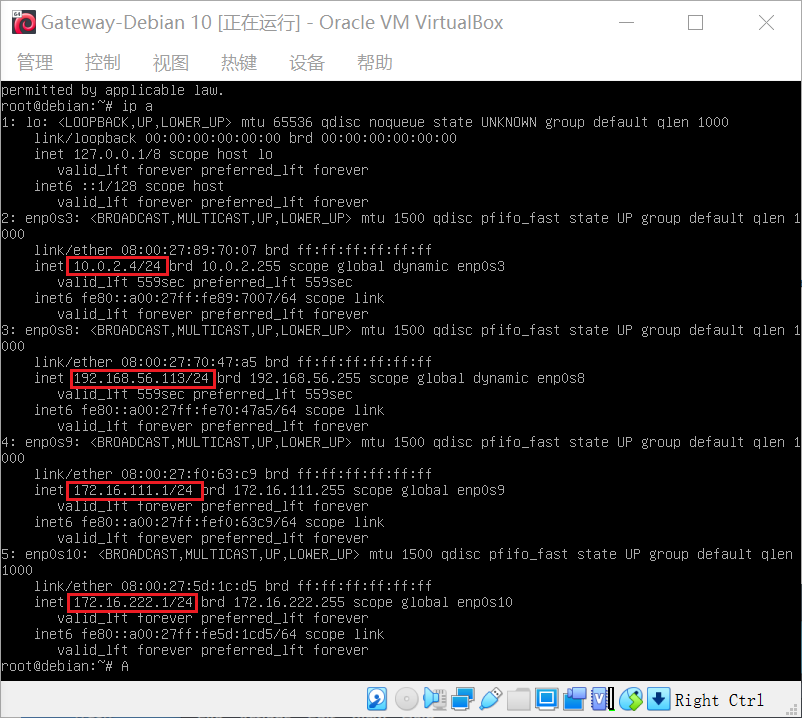 Gateway-Debian 10 [正在运行] - Oracle VM VirtualBox
管理 控制 视图 热键 设备 帮助
permitted by applicable law.
root@debian:~# ip a
1: lo: <LOOPBACK,UP,LOWER_UP> mtu 65536 qdisc noqueue state UNKNOWN group default qlen 1000
link/loopback 00:00:00:00:00:00 brd 00:00:00:00:00:00
inet 127.0.0.1/8 scope host lo
valid_lft forever preferred_lft forever
inet6 ::1/128 scope host
valid_lft forever preferred_lft forever
2: enp0s3: <BROADCAST,MULTICAST,UP,LOWER_UP> mtu 1500 qdisc pfifo_fast state UP group default qlen 1
000
link/ether 08:00:27:89:70:07 brd ff:ff:ff:ff:ff:ff
inet 10.0.2.4/24 brd 10.0.2.255 scope global dynamic enp0s3
valid_lft 559sec preferred_lft 559sec
inet6 fe80::a00:27ff:fe89:7007/64 scope link
valid_lft forever preferred_lft forever
3: enp0s8: <BROADCAST,MULTICAST,UP,LOWER_UP> mtu 1500 qdisc pfifo_fast state UP group default qlen 1
000
link/ether 08:00:27:70:47:a5 brd ff:ff:ff:ff:ff:ff
inet 192.168.56.113/24 brd 192.168.56.255 scope global dynamic enp0s8
valid_lft 559sec preferred_lft 559sec
inet6 fe80::a00:27ff:fe70:47a5/64 scope link
valid_lft forever preferred_lft forever
4: enp0s9: <BROADCAST,MULTICAST,UP,LOWER_UP> mtu 1500 qdisc pfifo_fast state UP group default qlen 1
000
link/ether 08:00:27:f0:63:c9 brd ff:ff:ff:ff:ff:ff
inet 172.16.111.1/24 brd 172.16.111.255 scope global enp0s9
valid_lft forever preferred_lft forever
inet6 fe80::a00:27ff:fef0:63c9/64 scope link
valid_lft forever preferred_lft forever
5: enp0s10: <BROADCAST,MULTICAST,UP,LOWER_UP> mtu 1500 qdisc pfifo_fast state UP group default qlen
1000
link/ether 08:00:27:5d:1c:d5 brd ff:ff:ff:ff:ff:ff
inet 172.16.222.1/24 brd 172.16.222.255 scope global enp0s10
valid_lft forever preferred_lft forever
inet6 fe80::a00:27ff:fe5d:1cd5/64 scope link
valid_lft forever preferred_lft forever
root@debian:~# A
Right Ctrl